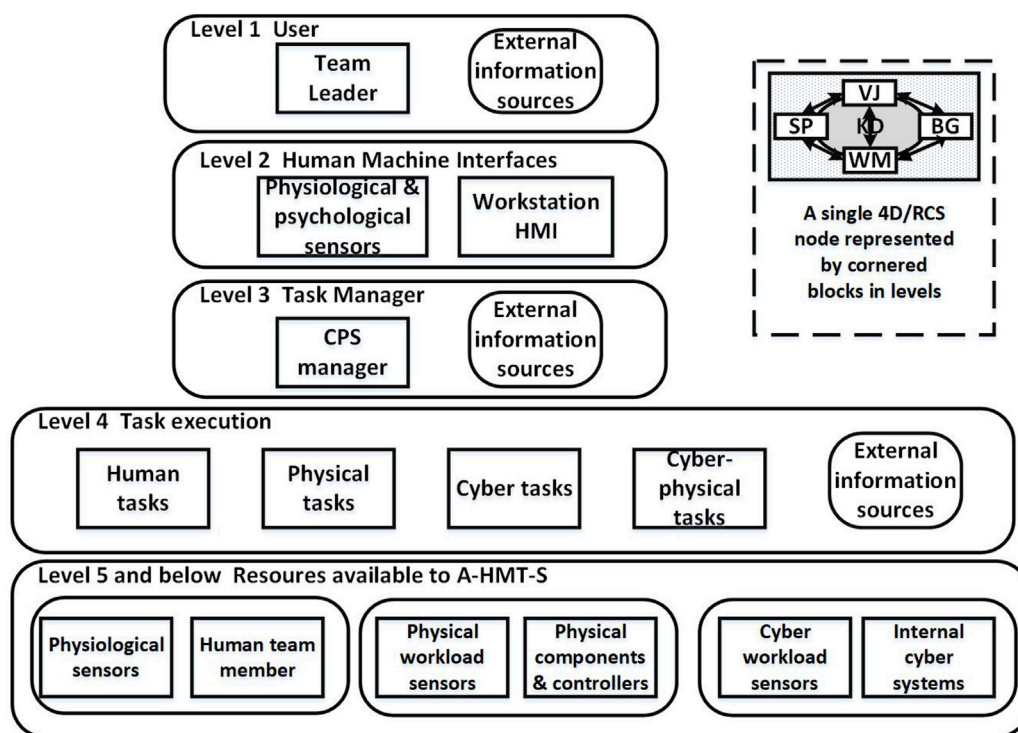 Level 1 User
Team
Leader
External
information
sources
Level 2 Human Machine Interfaces
Physiological &
psychological
sensors
Workstation
HMI
Level 3 Task Manager
CPS
manager
External
information
sources
Level 4 Task execution
Human
tasks
Physical
tasks
Cyber tasks
Cyber-
physical
tasks
External
information
sources
Level 5 and below Resoures available to A-HMT-S
Physiological
sensors
Human team
member
Physical
workload
sensors
Physical
components
& controllers
Cyber
workload
sensors
Internal
cyber
systems
VJ
SP
KD
BG
WM
A single 4D/RCS
node represented
by cornered
blocks in levels